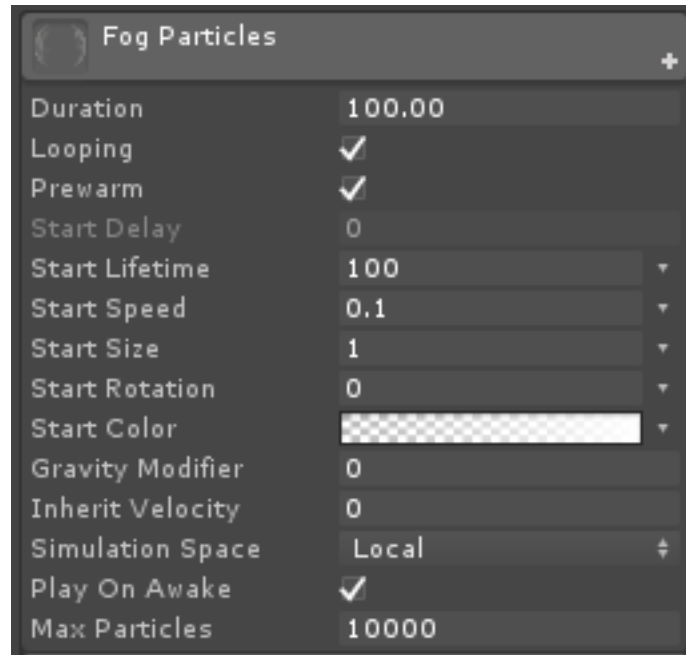 Fog Particles
Duration 100.00
Looping
Prewarm
Start Delay 0
Start Lifetime 100
Start Speed 0.1
Start Size 1
Start Rotation 0
Start Color
Gravity Modifier 0
Inherit Velocity 0
Simulation Space Local
Play On Awake
Max Particles 10000